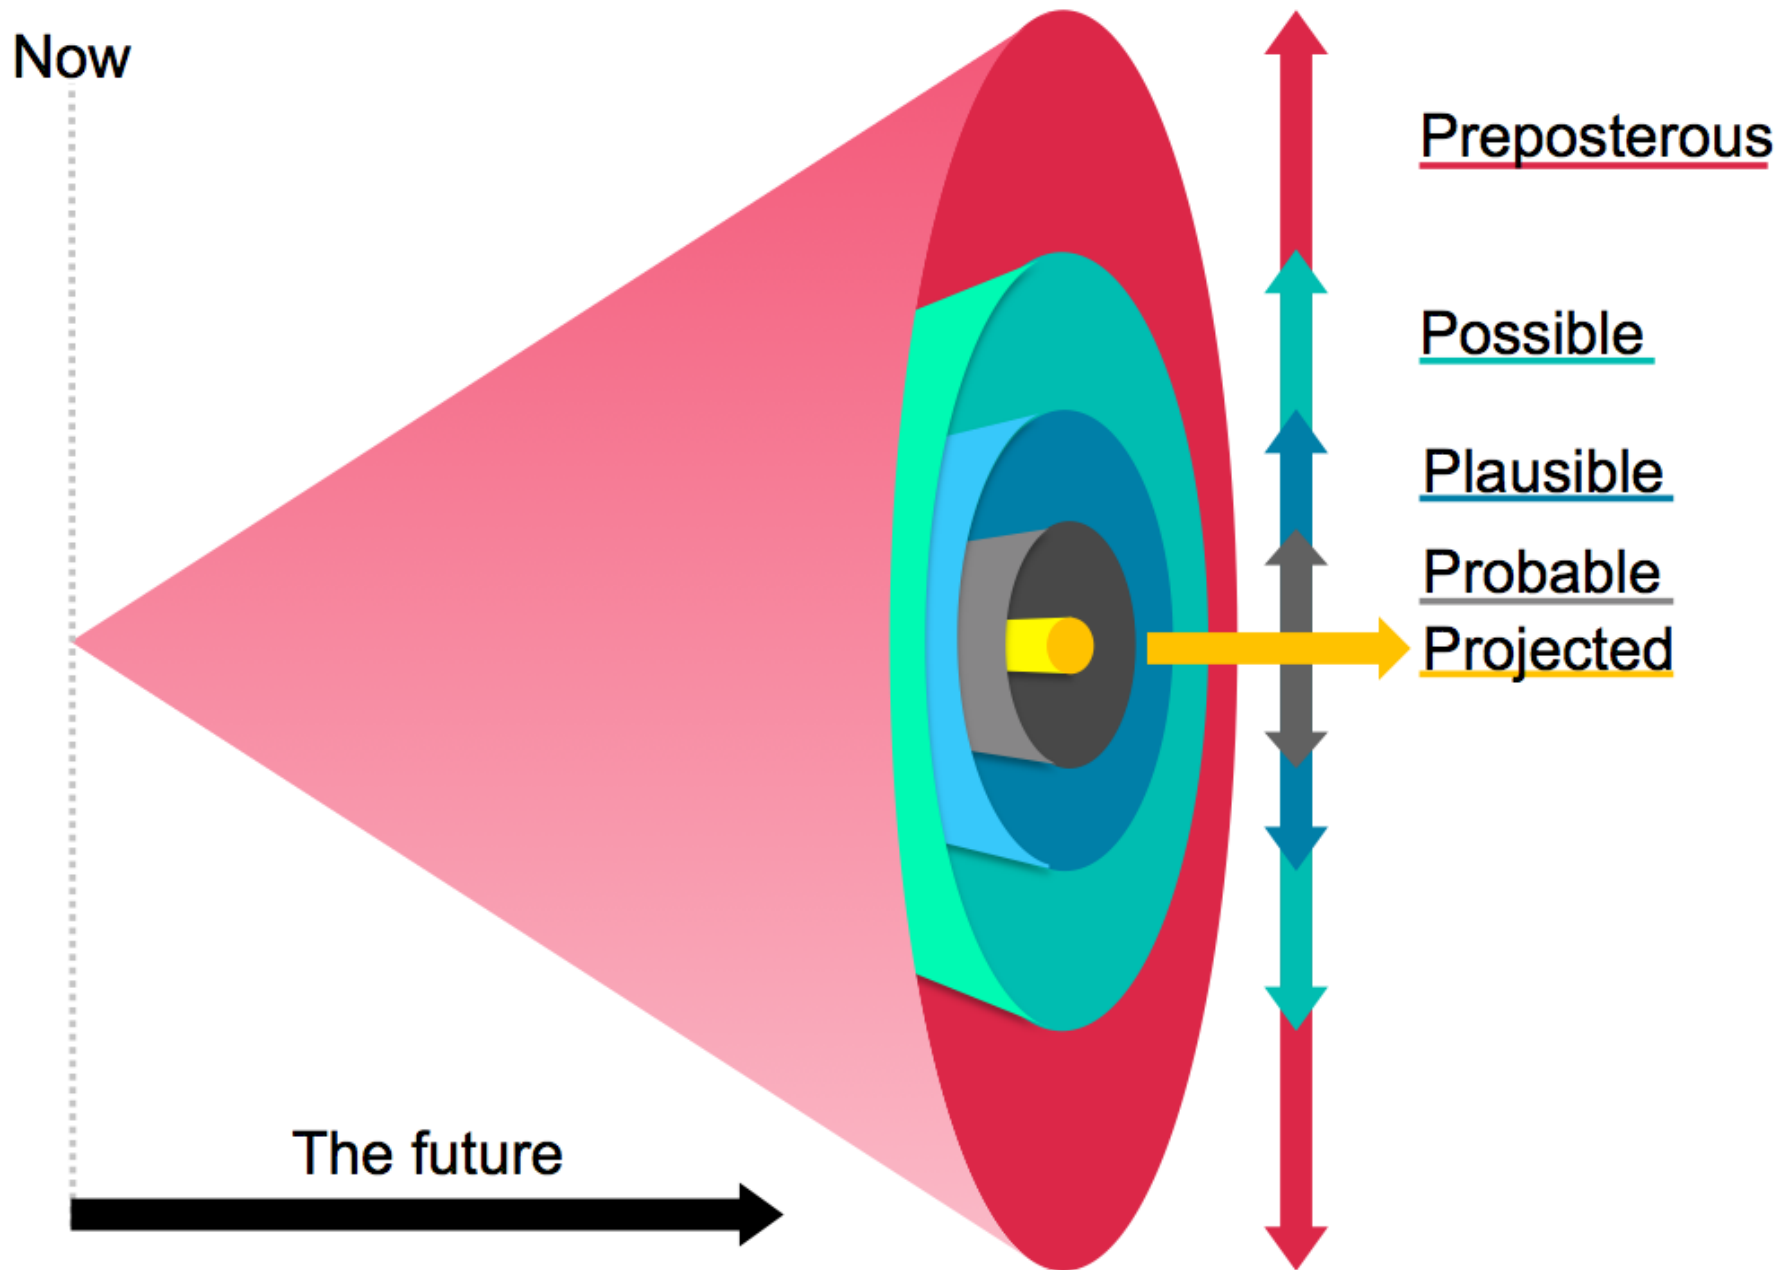 Now
Preposterous
Possible
Plausible
Probable
Projected
The future